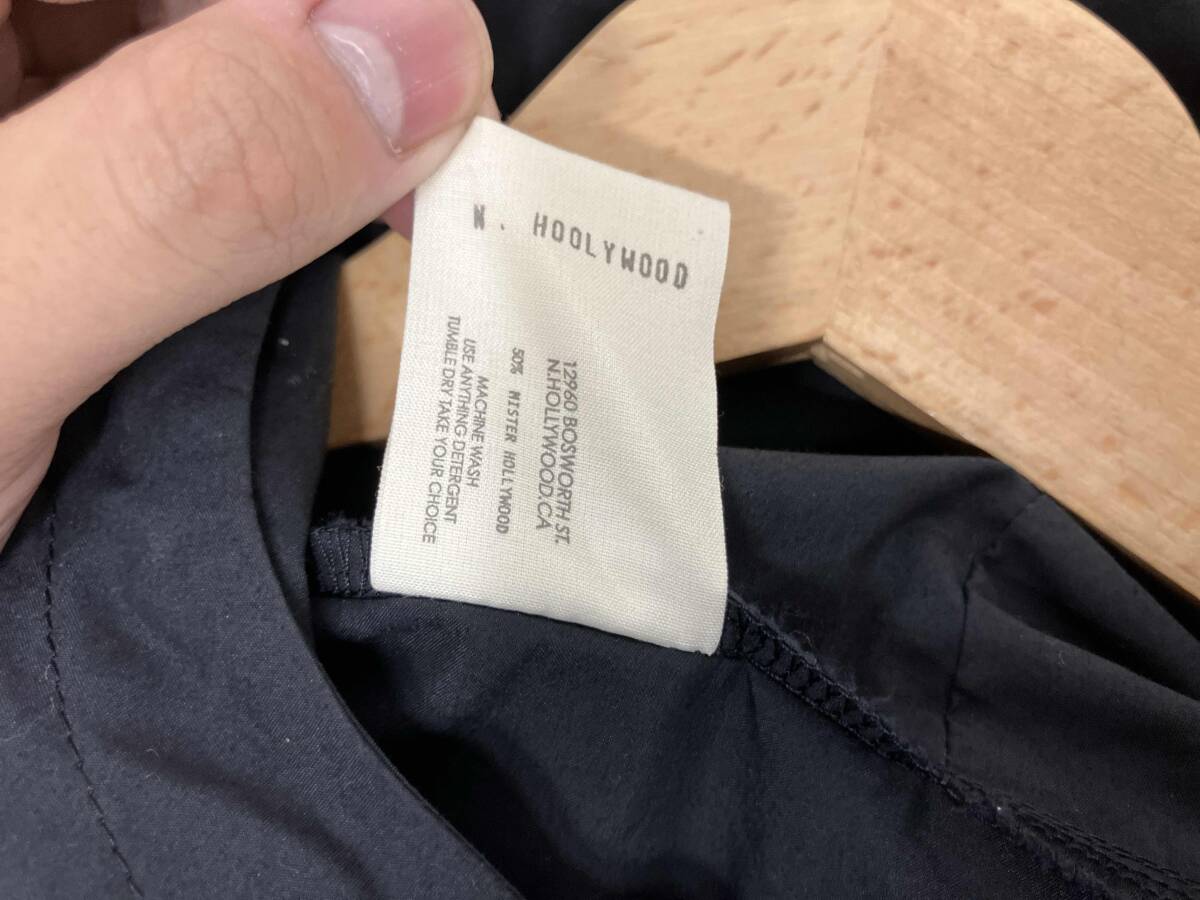 N. HOOLYWOOD
12960 BOSWORTH ST.
N.HOLLYWOOD.CA
50% MISTER HOLLYWOOD
MACHINE WASH
USE ANYTHING DETERGENT
TUMBLE DRY TAKE YOUR CHOICE